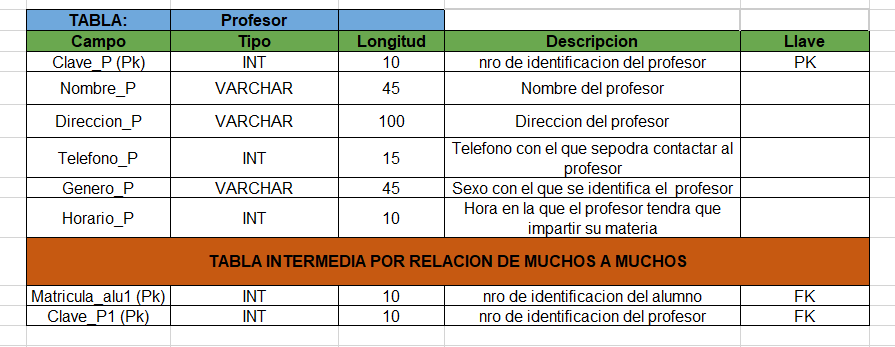 TABLA: Profesor
Campo Tipo Longitud Descripcion Llave
Clave_P (Pk) INT 10 nro de identificacion del profesor PK
Nombre_P VARCHAR 45 Nombre del profesor
Direccion_P VARCHAR 100 Direccion del profesor
Telefono_P INT 15 Telefono con el que sepodra contactar al
profesor
Genero_P VARCHAR 45 Sexo con el que se identifica el profesor
Horario_P INT 10 Hora en la que el profesor tendra que
impartir su materia
TABLA INTERMEDIA POR RELACION DE MUCHOS A MUCHOS
Matricula_alu1 (Pk) INT 10 nro de identificacion del alumno FK
Clave_P1 (Pk) INT 10 nro de identificacion del profesor FK